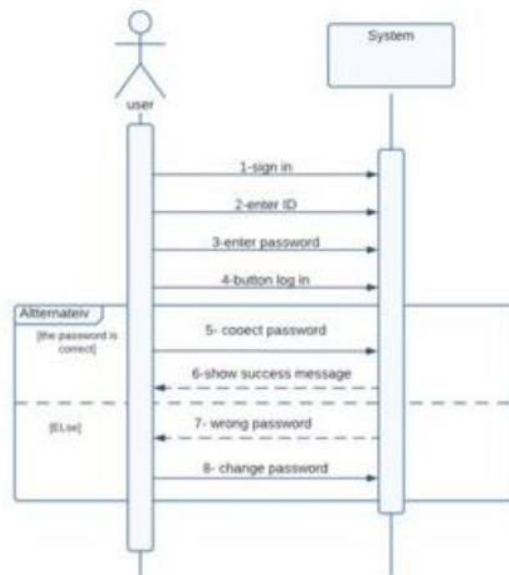 System
user
1-sign in
2-enter ID
3-enter password
4-button log in
Altternateiv
[the password is
correct]
5- cooect password
6-show success message
7- wrong password
[ELse]
8- change password